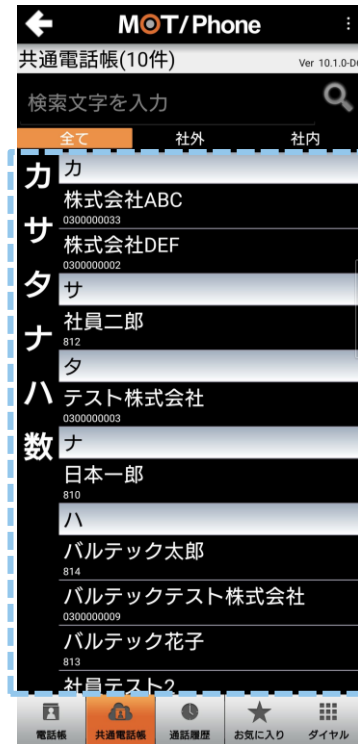 MOT/Phone
共通電話帳(10件)
Ver 10.1.0-D
検索文字を入力
全て 社外 社内
カ
サ
タ
ナ
ハ
数
カ
株式会社ABC
0300000033
株式会社DEF
0300000002
サ
社員二郎
812
タ
テスト株式会社
0300000003
ナ
日本一郎
810
ハ
バルテック太郎
814
バルテックテスト株式会社
0300000009
バルテック花子
813
社員テスト2
電話帳 共通電話帳 通話履歴 お気に入り ダイヤル